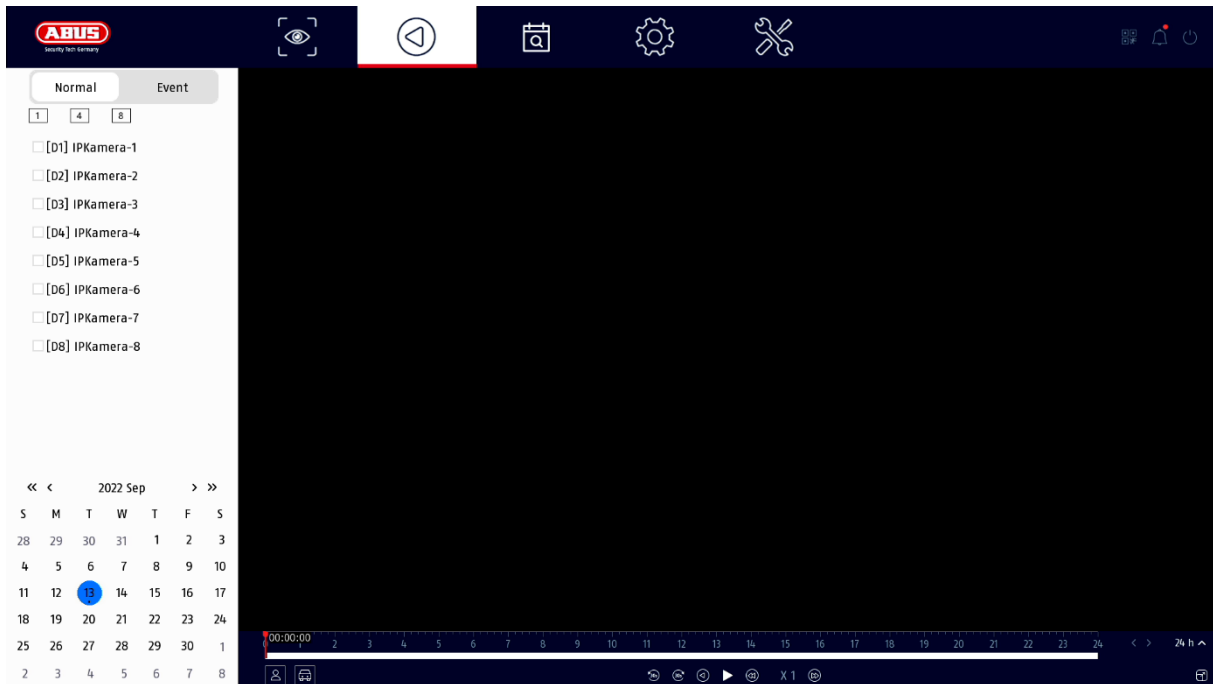 ABUS
Security Tech Germany
Normal Event
1 4 8
[D1] IPKamera-1
[D2] IPKamera-2
[D3] IPKamera-3
[D4] IPKamera-4
[D5] IPKamera-5
[D6] IPKamera-6
[D7] IPKamera-7
[D8] IPKamera-8
« ‹ 2022 Sep › »
S M T W T F S
28 29 30 31 1 2 3
4 5 6 7 8 9 10
11 12 13 14 15 16 17
18 19 20 21 22 23 24
25 26 27 28 29 30 1
2 3 4 5 6 7 8
00:00:00 2 3 4 5 6 7 8 9 10 11 12 13 14 15 16 17 18 19 20 21 22 23 24 24 h
X 1